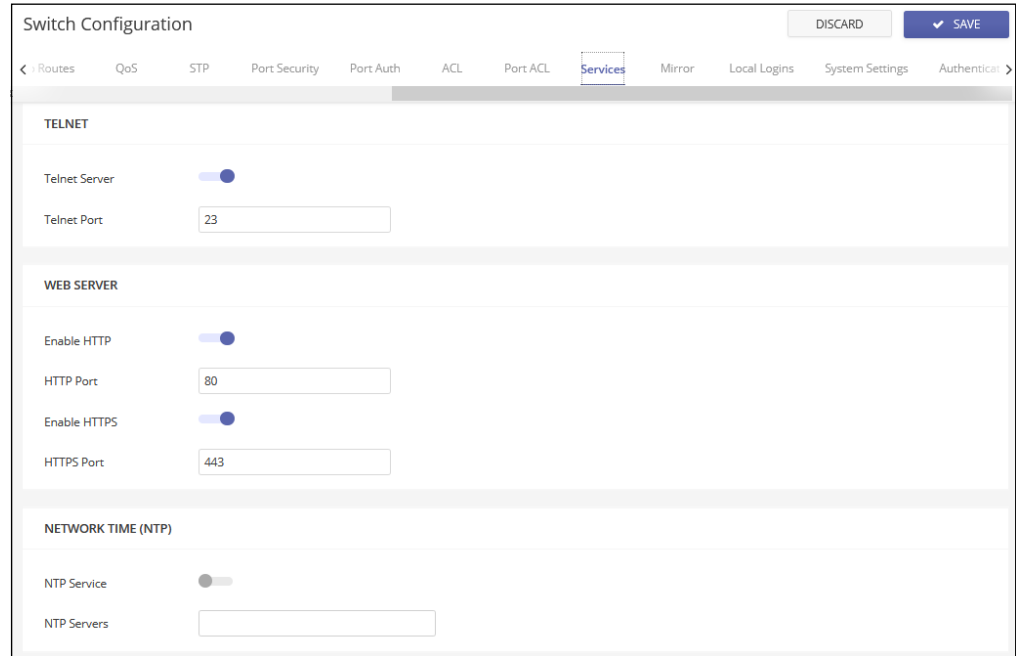 Switch Configuration DISCARD SAVE
Routes QoS STP Port Security Port Auth ACL Port ACL Services Mirror Local Logins System Settings Authenticat
TELNET
Telnet Server
Telnet Port 23
WEB SERVER
Enable HTTP
HTTP Port 80
Enable HTTPS
HTTPS Port 443
NETWORK TIME (NTP)
NTP Service
NTP Servers